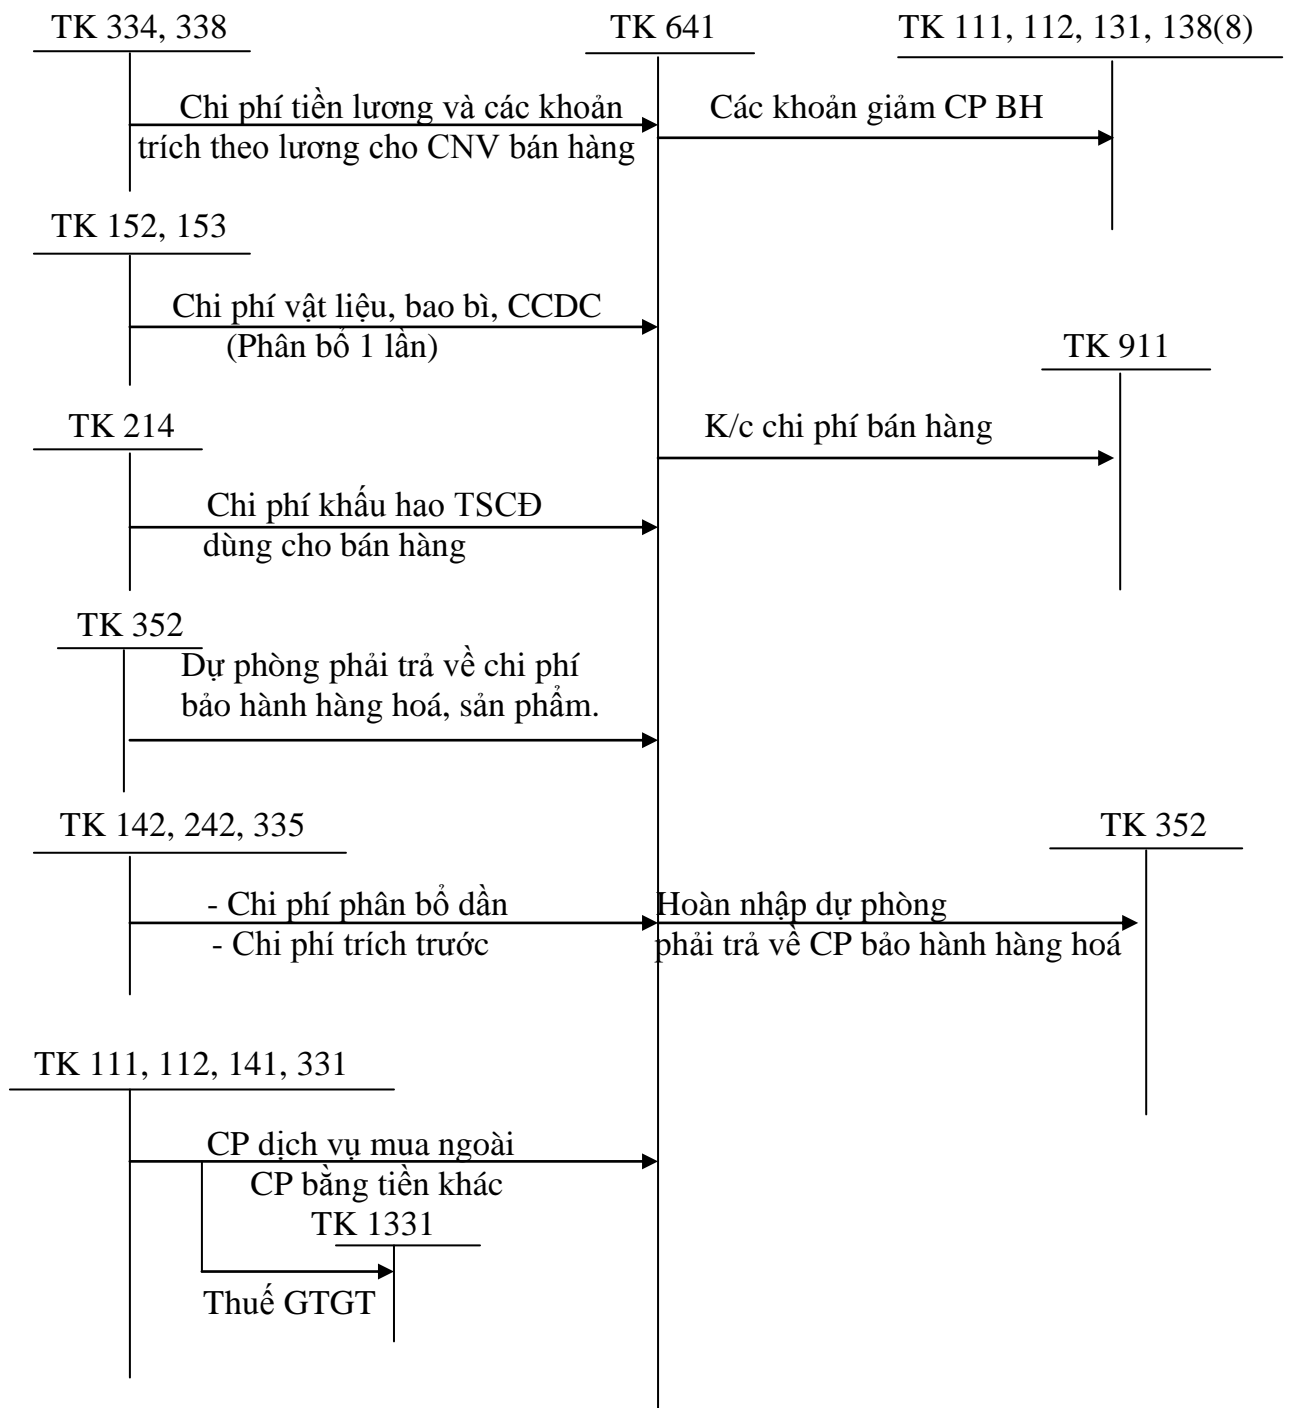 TK 334, 338
TK 641
TK 111, 112, 131, 138(8)
Chi phí tiền lương và các khoản
trích theo lương cho CNV bán hàng
Các khoản giảm CP BH
TK 152, 153
Chi phí vật liệu, bao bì, CCDC
(Phân bổ 1 lần)
TK 911
TK 214
K/c chi phí bán hàng
Chi phí khấu hao TSCĐ
dùng cho bán hàng
TK 352
Dự phòng phải trả về chi phí
bảo hành hàng hoá, sản phẩm.
TK 142, 242, 335
TK 352
- Chi phí phân bổ dần
- Chi phí trích trước
Hoàn nhập dự phòng
phải trả về CP bảo hành hàng hoá
TK 111, 112, 141, 331
CP dịch vụ mua ngoài
CP bằng tiền khác
TK 1331
Thuế GTGT